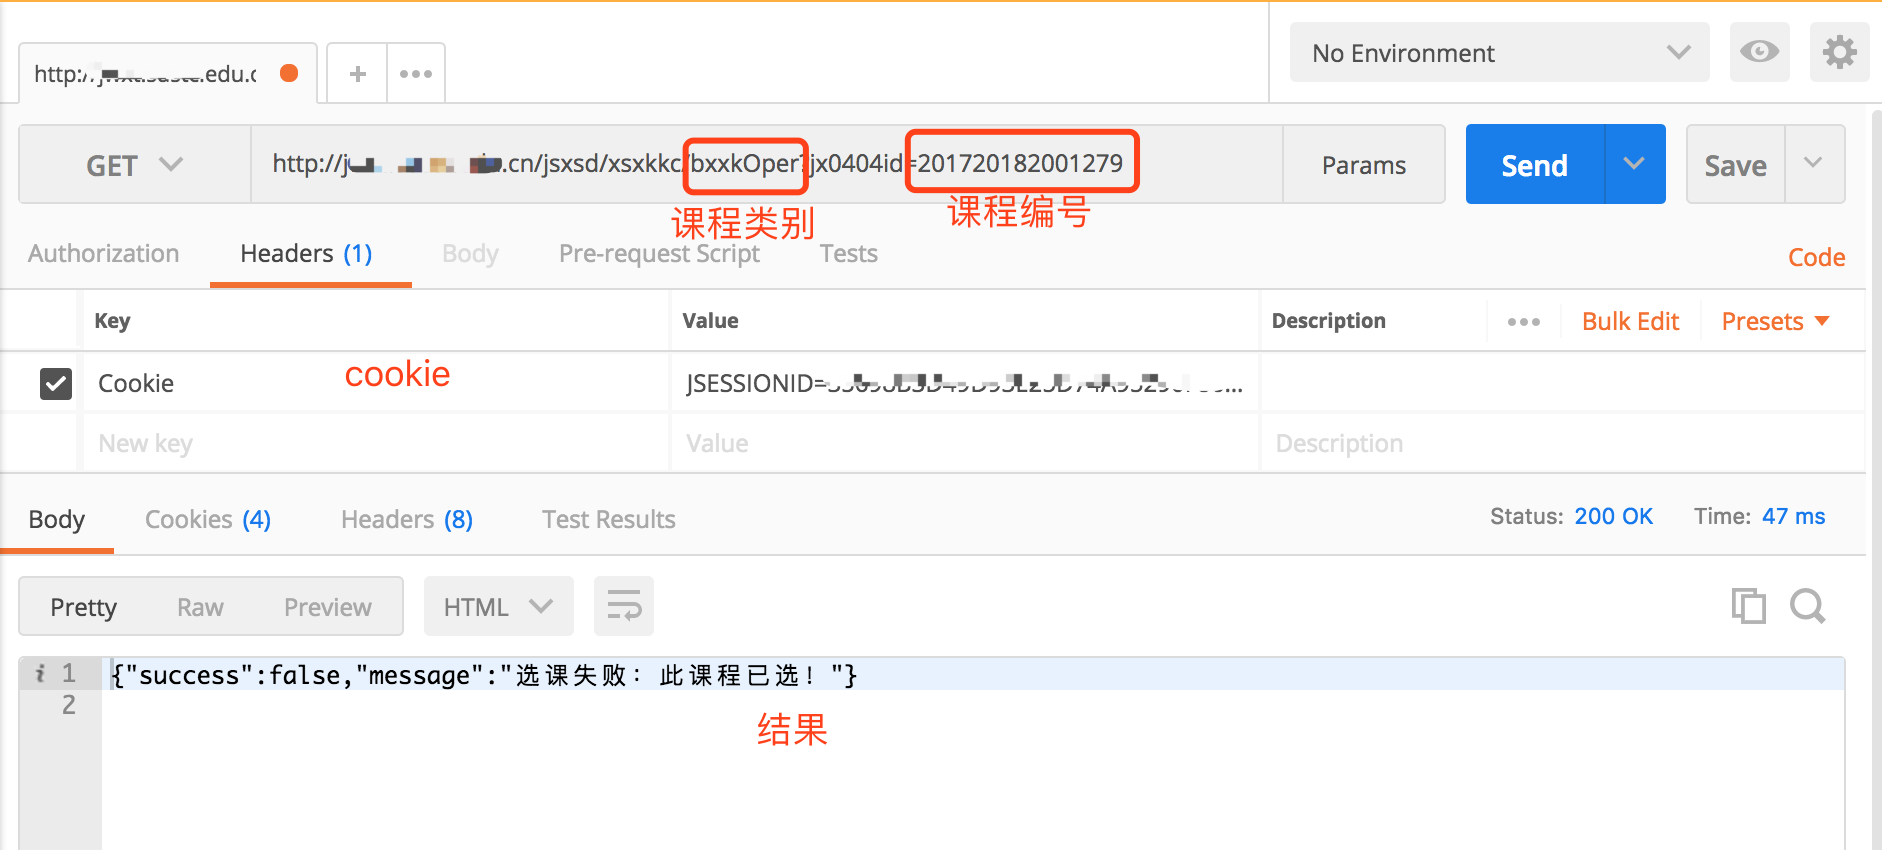 http:/ .edu.c
No Environment
GET
http://j .cn/jsxsd/xsxkkc/bxxkOper?jx0404id=201720182001279
Params
Send
Save
课程类别
课程编号
Authorization
Headers (1)
Body
Pre-request Script
Tests
Code
Key
Value
Description
Bulk Edit
Presets
Cookie
cookie
JSESSIONID= ...
New key
Value
Description
Body
Cookies (4)
Headers (8)
Test Results
Status: 200 OK
Time: 47 ms
Pretty
Raw
Preview
HTML
i 1
{"success":false,"message":"选课失败：此课程已选！"}
2
结果